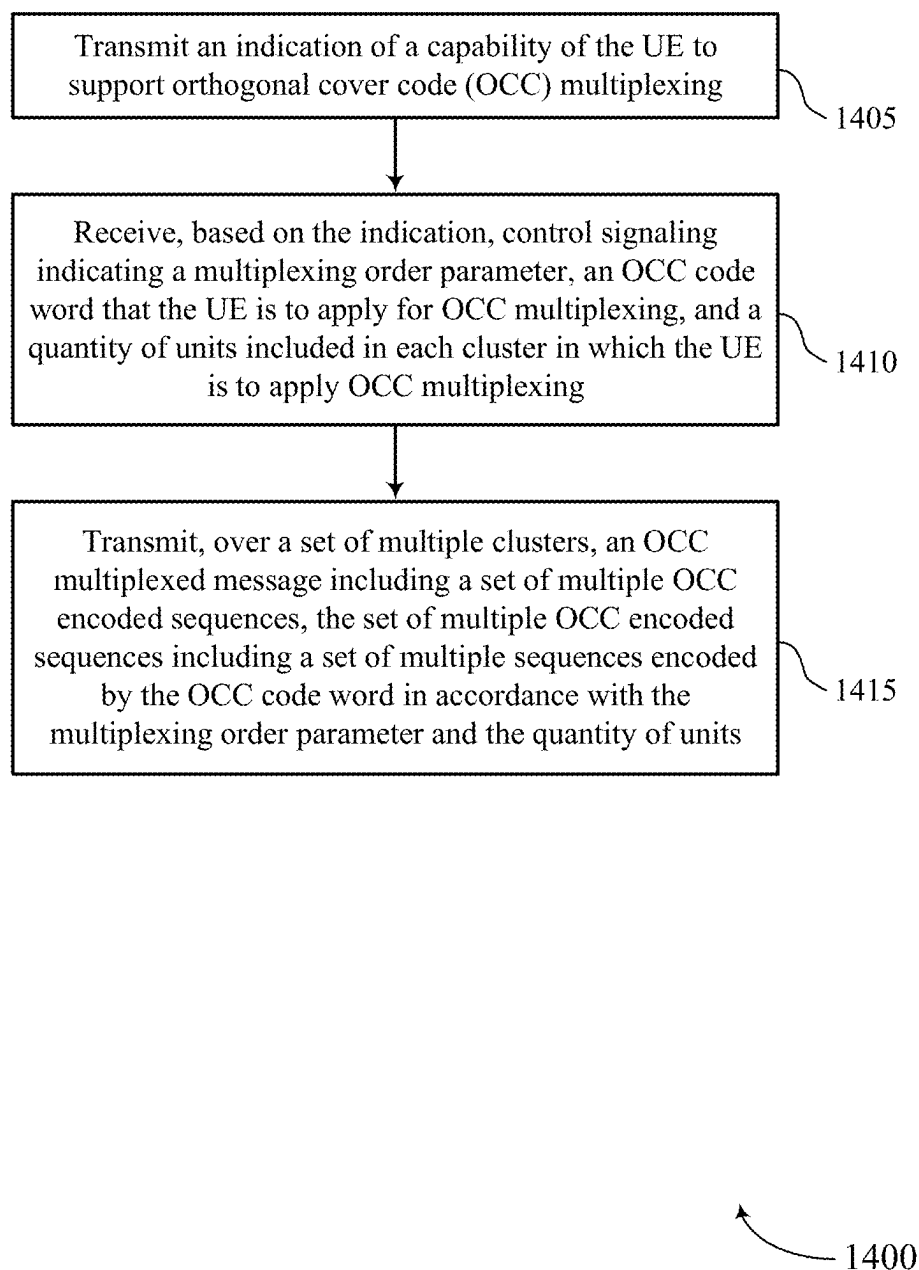 Transmit an indication of a capability of the UE to
support orthogonal cover code (OCC) multiplexing
1405
Receive, based on the indication, control signaling
indicating a multiplexing order parameter, an OCC code
word that the UE is to apply for OCC multiplexing, and a
quantity of units included in each cluster in which the UE
is to apply OCC multiplexing
1410
Transmit, over a set of multiple clusters, an OCC
multiplexed message including a set of multiple OCC
encoded sequences, the set of multiple OCC encoded
sequences including a set of multiple sequences encoded
by the OCC code word in accordance with the
multiplexing order parameter and the quantity of units
1415
1400